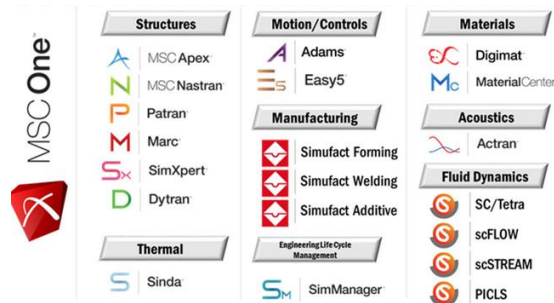 MSC One
Structures
MSC Apex
MSC Nastran
Patran
Marc
SimXpert
Dytran
Thermal
Sinda
Motion/Controls
Adams
Easy5
Manufacturing
Simufact Forming
Simufact Welding
Simufact Additive
Engineering Life Cycle
Management
SimManager
Materials
Digimat
MaterialCenter
Acoustics
Actran
Fluid Dynamics
SC/Tetra
scFLOW
scSTREAM
PICLS